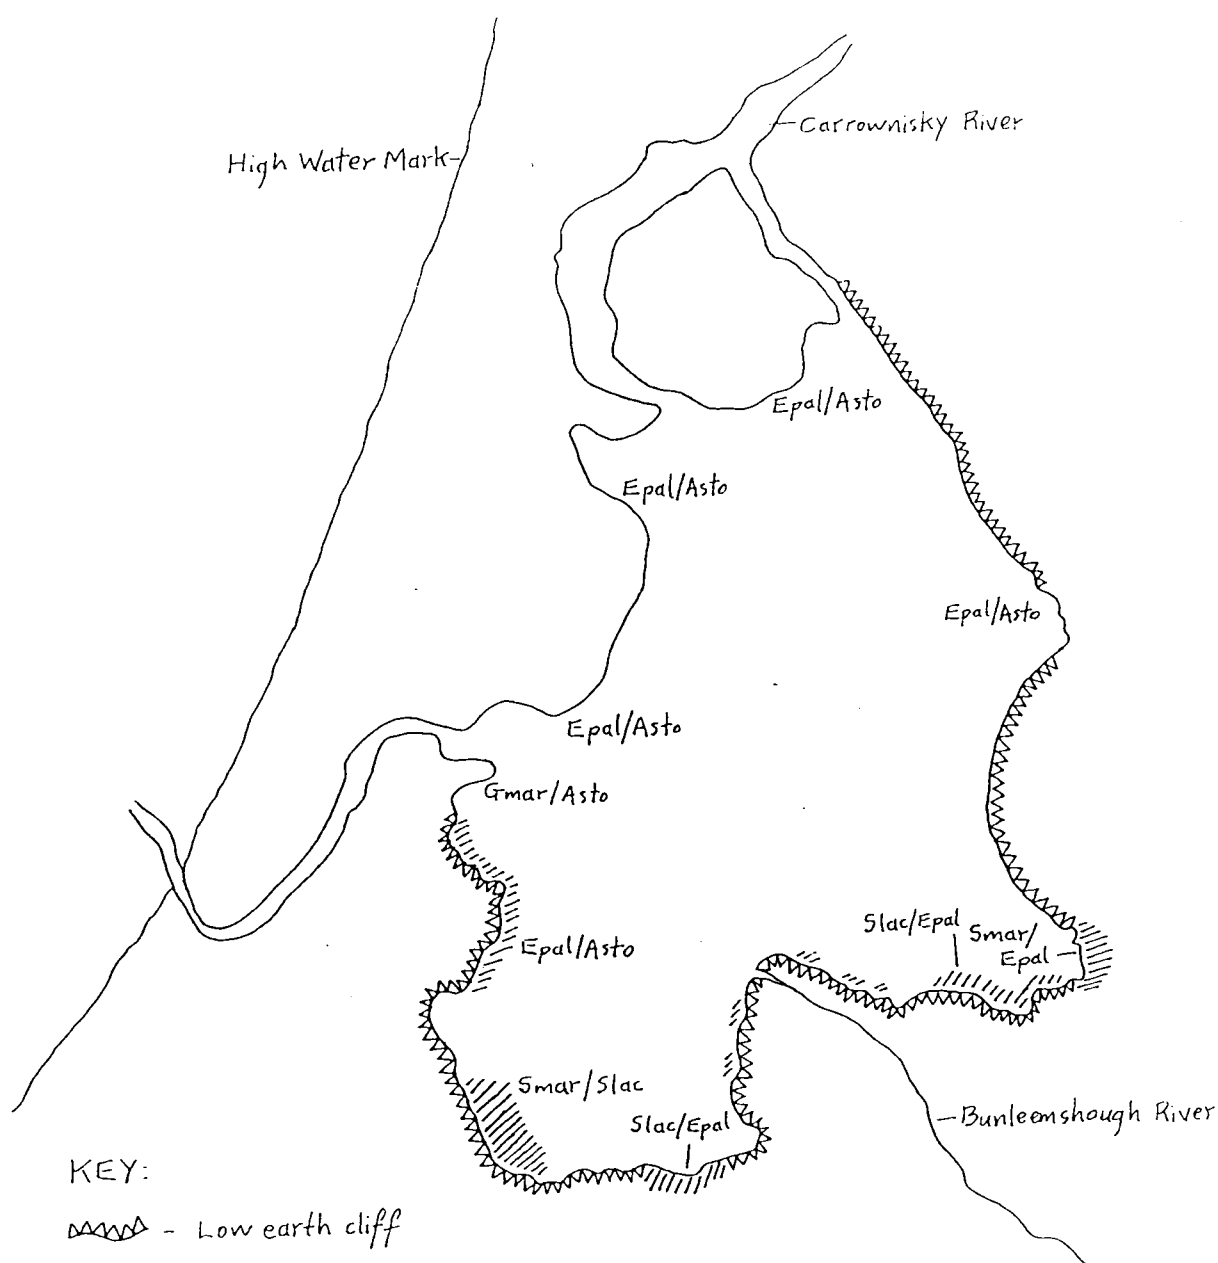 Carrownisky River
High Water Mark
Epal/Asto
Epal/Asto
Epal/Asto
Epal/Asto
Gmar/Asto
Slac/Epal
Smar/
Epal
Epal/Asto
Smar/Slac
Slac/Epal
Bunleemshough River
KEY:
- Low earth cliff